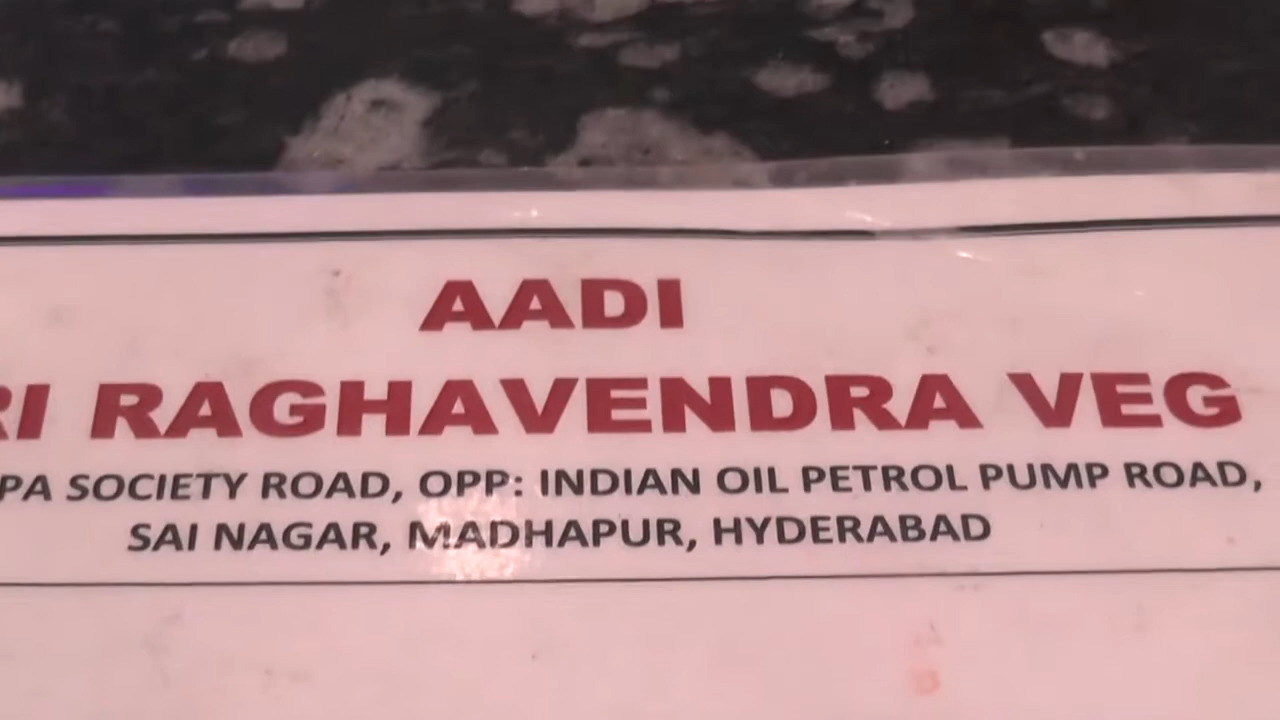 AADI
RI RAGHAVENDRA VEG
PA SOCIETY ROAD, OPP: INDIAN OIL PETROL PUMP ROAD,
SAI NAGAR, MADHAPUR, HYDERABAD